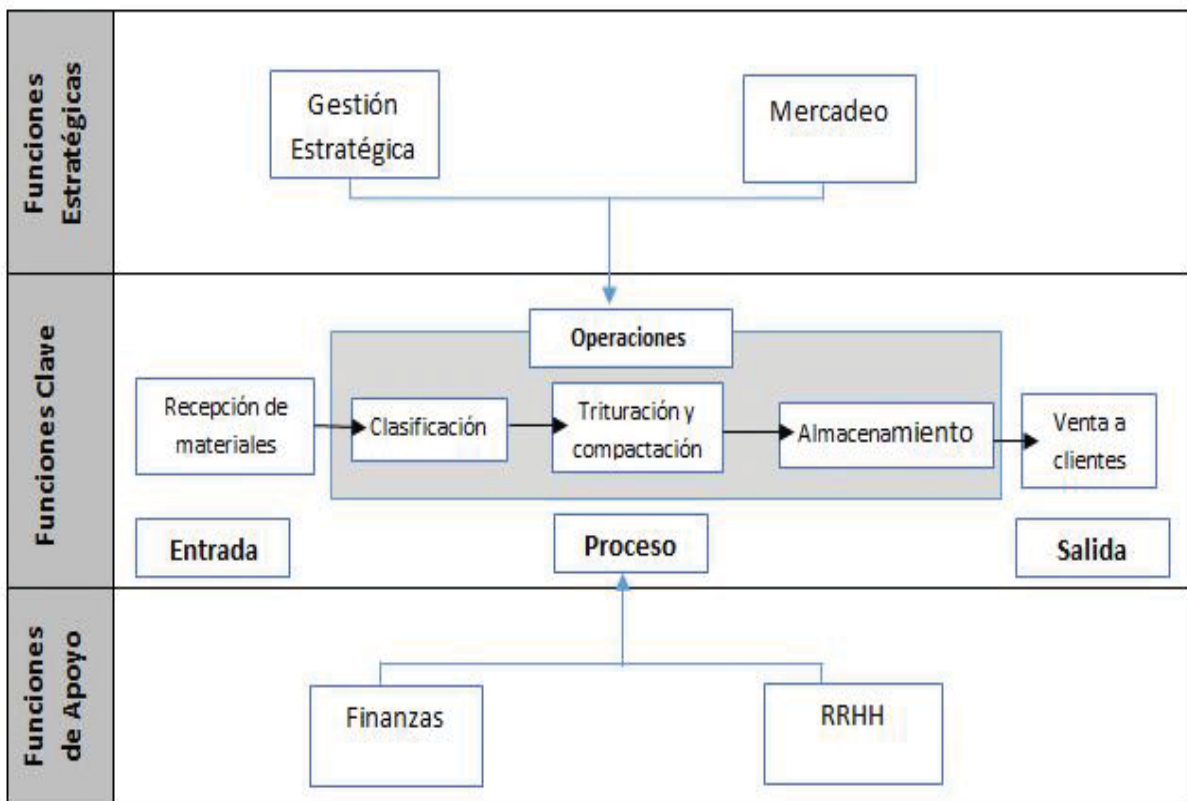 Funciones
Estratégicas
Gestión
Estratégica
Mercadeo
Funciones Clave
Operaciones
Recepción de
materiales
Clasificación
Trituración y
compactación
Almacenamiento
Venta a
clientes
Entrada
Proceso
Salida
Funciones
de Apoyo
Finanzas
RRHH